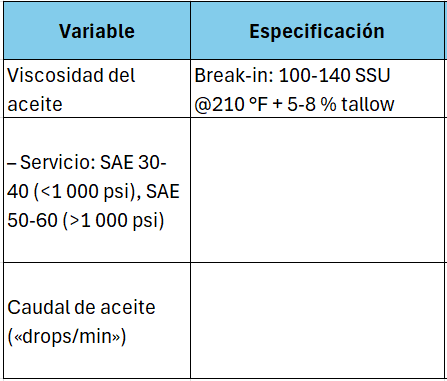 Variable
Especificación
Viscosidad del
aceite
Break-in: 100-140 SSU
@210 °F + 5-8 % tallow
– Servicio: SAE 30-
40 (<1 000 psi), SAE
50-60 (>1 000 psi)
Caudal de aceite
(«drops/min»)